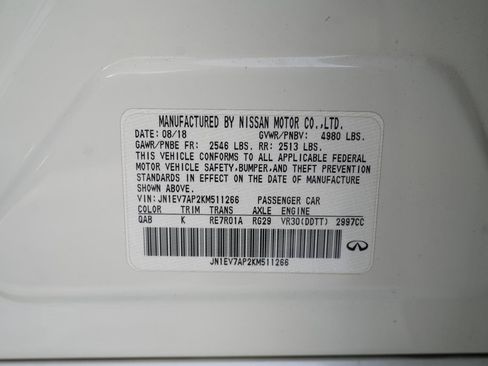 MANUFACTURED BY NISSAN MOTOR CO.,LTD.
DATE: 08/18 GVWR/PNBV: 4980 LBS.
GAWR/PNBE FR: 2546 LBS. RR: 2513 LBS.
THIS VEHICLE CONFORMS TO ALL APPLICABLE FEDERAL
MOTOR VEHICLE SAFETY,BUMPER,AND THEFT PREVENTION
STANDARDS IN EFFECT ON THE DATE OF MANUFACTURE
SHOWN ABOVE.
VIN: JN1EV7AP2KM511266 PASSENGER CAR
COLOR TRIM TRANS AXLE ENGINE
QAB K RE7R01A RG29 VR30(DDTT) 2997CC
JN1EV7AP2KM511266